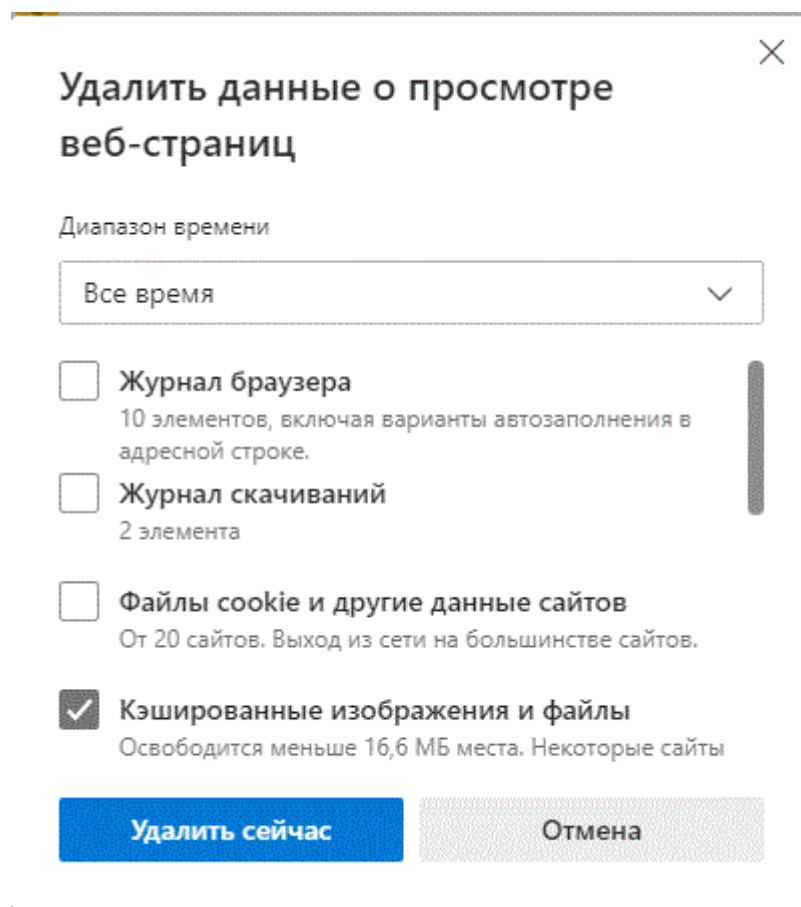 Удалить данные о просмотре
веб-страниц
Диапазон времени
Все время
Журнал браузера
10 элементов, включая варианты автозаполнения в
адресной строке.
Журнал скачиваний
2 элемента
Файлы cookie и другие данные сайтов
От 20 сайтов. Выход из сети на большинстве сайтов.
Кэшированные изображения и файлы
Освободится меньше 16,6 МБ места. Некоторые сайты
Удалить сейчас
Отмена